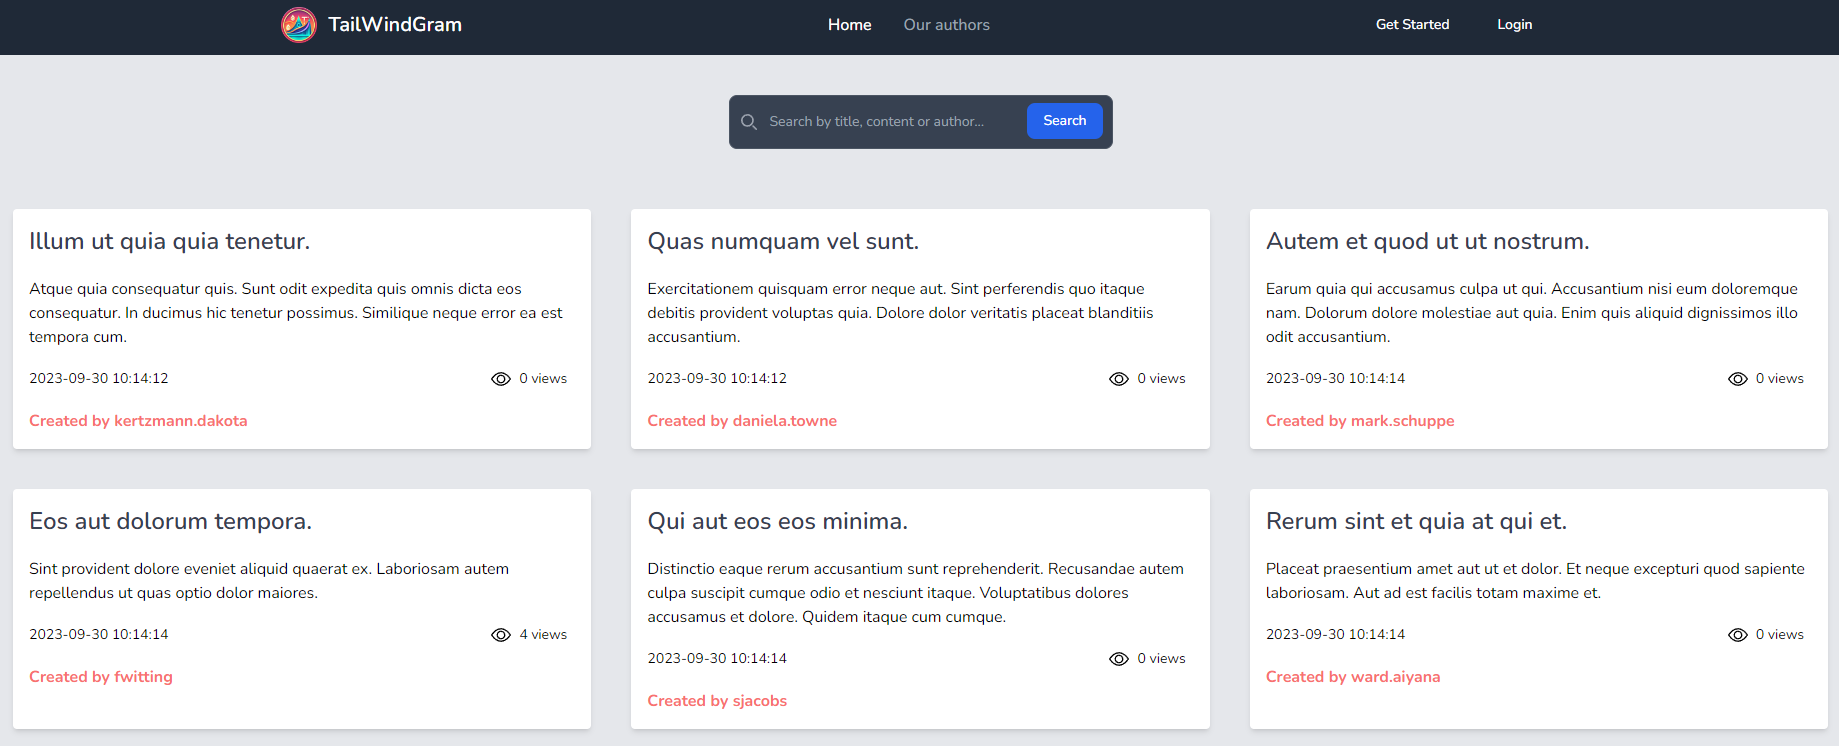 TailWindGram
Home
Our authors
Get Started
Login
Search by title, content or author...
Search
Illum ut quia quia tenetur.
Atque quia consequatur quis. Sunt odit expedita quis omnis dicta eos
consequatur. In ducimus hic tenetur possimus. Similique neque error ea est
tempora cum.
2023-09-30 10:14:12
0 views
Created by kertzmann.dakota
Quas numquam vel sunt.
Exercitationem quisquam error neque aut. Sint perferendis quo itaque
debitis provident voluptas quia. Dolore dolor veritatis placeat blanditiis
accusantium.
2023-09-30 10:14:12
0 views
Created by daniela.towne
Autem et quod ut ut nostrum.
Earum quia qui accusamus culpa ut qui. Accusantium nisi eum doloremque
nam. Dolorum dolore molestiae aut quia. Enim quis aliquid dignissimos illo
odit accusantium.
2023-09-30 10:14:14
0 views
Created by mark.schuppe
Eos aut dolorum tempora.
Sint provident dolore eveniet aliquid quaerat ex. Laboriosam autem
repellendus ut quas optio dolor maiores.
2023-09-30 10:14:14
4 views
Created by fwitting
Qui aut eos eos minima.
Distinctio eaque rerum accusantium sunt reprehenderit. Recusandae autem
culpa suscipit cumque odio et nesciunt itaque. Voluptatibus dolores
accusamus et dolore. Quidem itaque cum cumque.
2023-09-30 10:14:14
0 views
Created by sjacobs
Rerum sint et quia at qui et.
Placeat praesentium amet aut ut et dolor. Et neque excepturi quod sapiente
laboriosam. Aut ad est facilis totam maxime et.
2023-09-30 10:14:14
0 views
Created by ward.aiyana